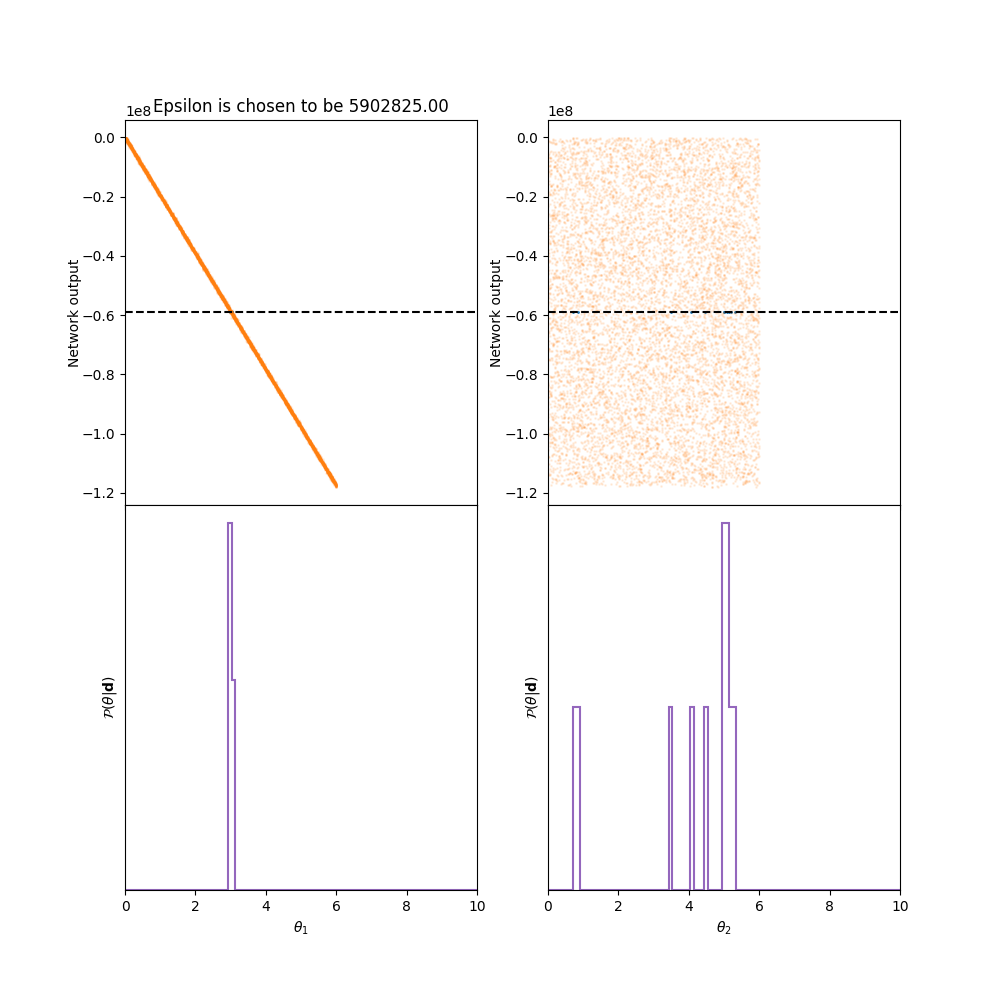 1e8 Epsilon is chosen to be 5902825.00
1e8
0.0
−0.2
−0.4
−0.6
−0.8
−1.0
−1.2
Network output
0.0
−0.2
−0.4
−0.6
−0.8
−1.0
−1.2
Network output
𝒫(θ|𝐝)
0 2 4 6 8 10
θ₁
𝒫(θ|𝐝)
0 2 4 6 8 10
θ₂